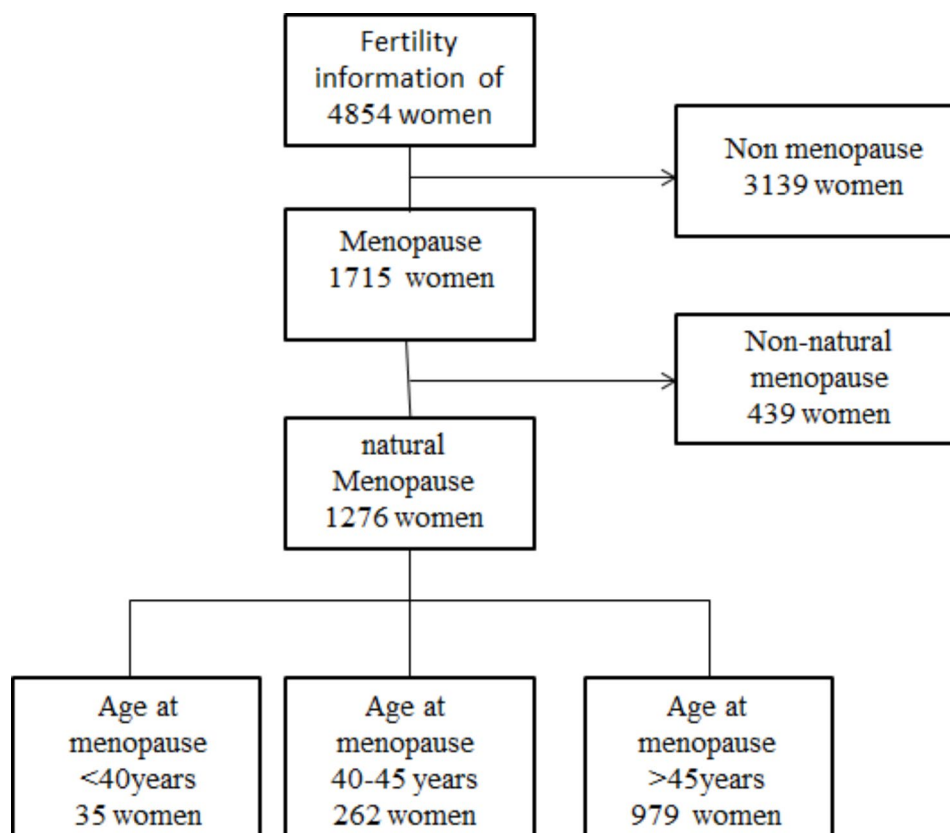 Fertility
information of
4854 women
Non menopause
3139 women
Menopause
1715 women
Non-natural
menopause
439 women
natural
Menopause
1276 women
Age at
menopause
<40years
35 women
Age at
menopause
40-45 years
262 women
Age at
menopause
>45years
979 women